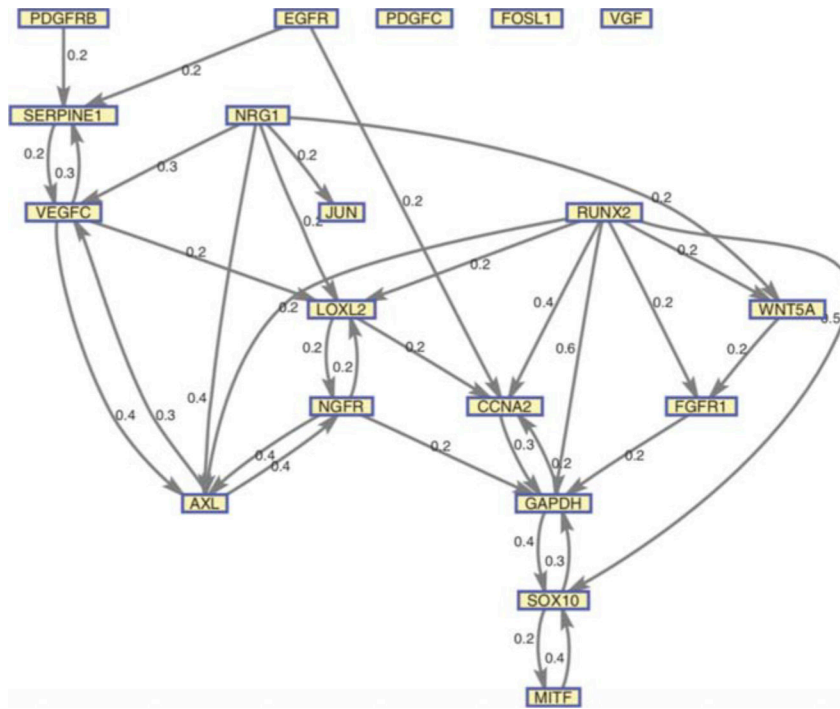 PDGFRB EGFR PDGFC FOSL1 VGF
0.2
0.2
SERPINE1 NRG1
0.2 0.3 0.3 0.2 0.2 0.2
VEGFC JUN RUNX2
0.2
0.2 0.2 0.2
LOXL2 WNT5A
0.2 0.4 0.2 0.5
0.2 0.2 0.2 0.6 0.2
0.4 NGFR CCNA2 FGFR1
0.4 0.3 0.4 0.2 0.3 0.2 0.2
0.4
AXL GAPDH
0.4 0.3
SOX10
0.2 0.4
MITF